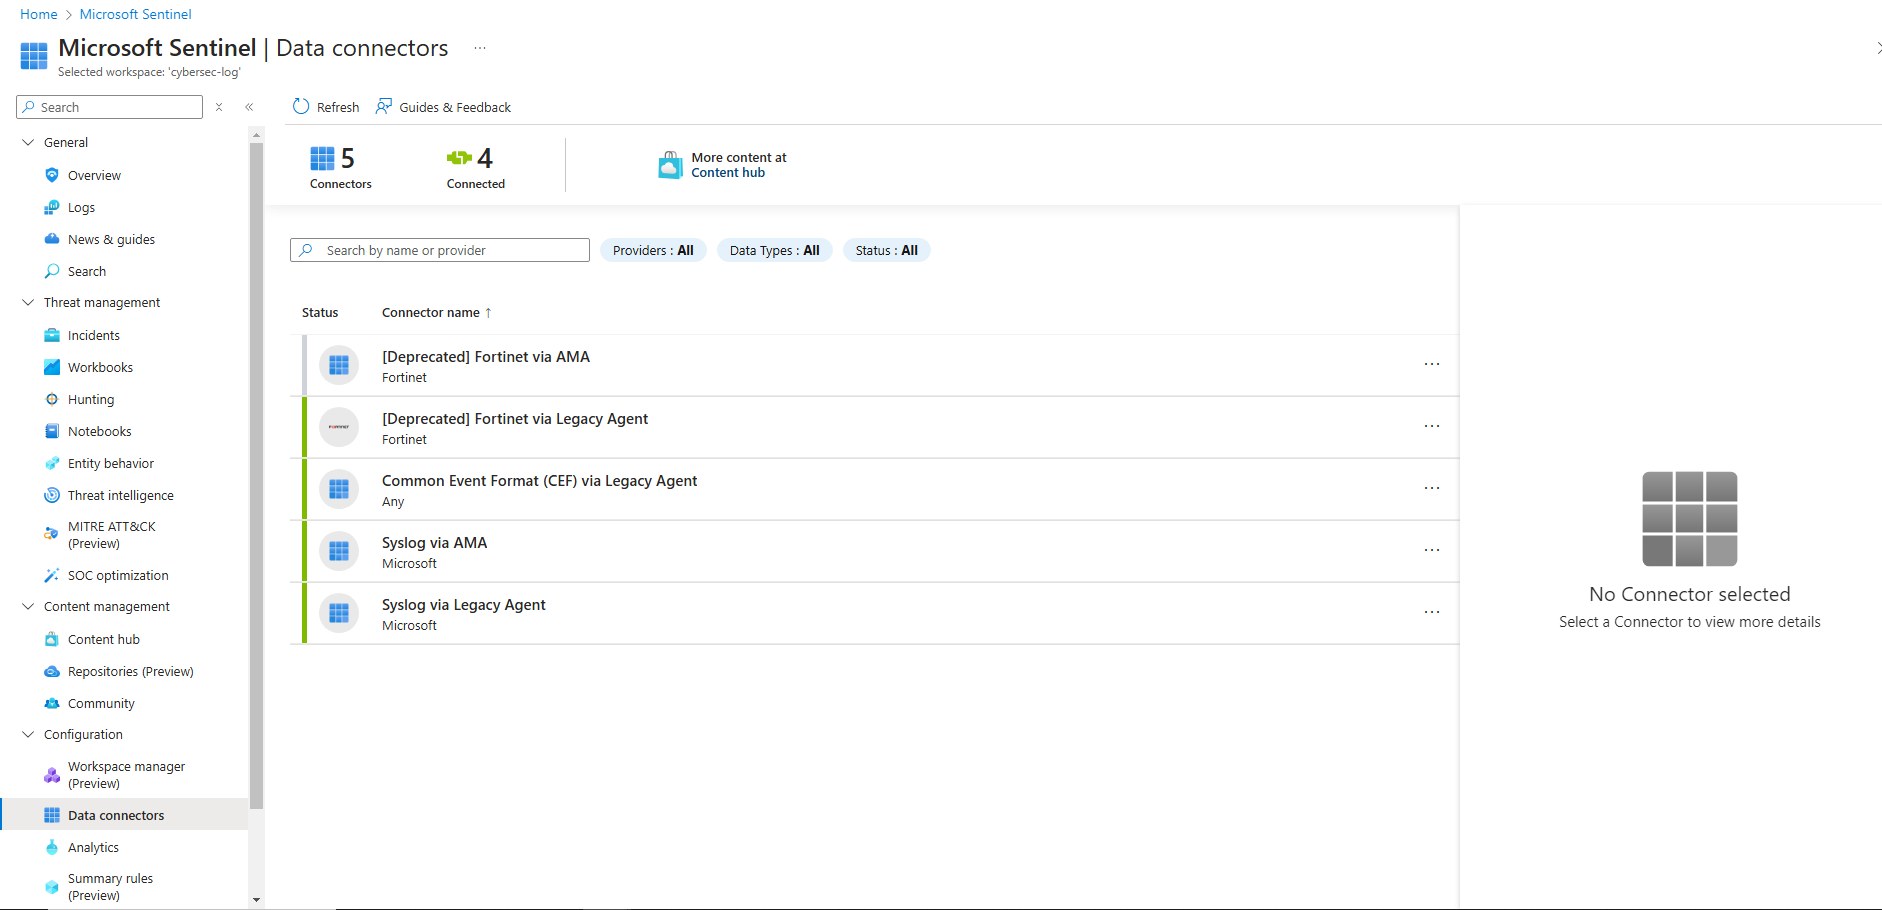 Home > Microsoft Sentinel
Microsoft Sentinel | Data connectors ...
Selected workspace: 'cybersec-log'
Search
Refresh
Guides & Feedback
General
Overview
Logs
News & guides
Search
Threat management
Incidents
Workbooks
Hunting
Notebooks
Entity behavior
Threat intelligence
MITRE ATT&CK
(Preview)
SOC optimization
Content management
Content hub
Repositories (Preview)
Community
Configuration
Workspace manager
(Preview)
Data connectors
Analytics
Summary rules
(Preview)
5
Connectors
4
Connected
More content at
Content hub
Search by name or provider
Providers : All
Data Types : All
Status : All
Status
Connector name ↑
[Deprecated] Fortinet via AMA
Fortinet
[Deprecated] Fortinet via Legacy Agent
Fortinet
Common Event Format (CEF) via Legacy Agent
Any
Syslog via AMA
Microsoft
Syslog via Legacy Agent
Microsoft
No Connector selected
Select a Connector to view more details